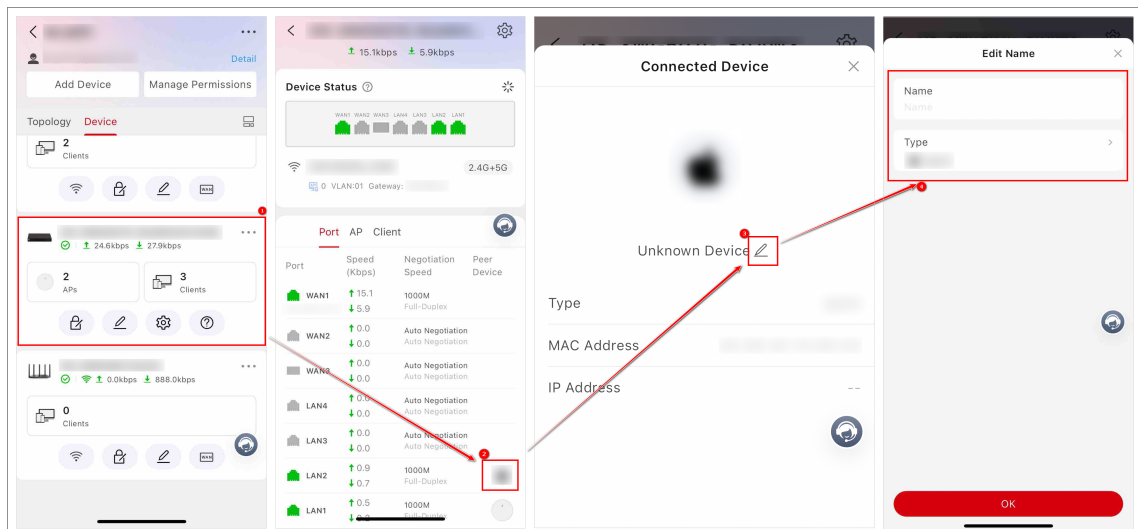 Detail
Add Device
Manage Permissions
Topology
Device
2
Clients
WAN
1
24.6kbps
27.9kbps
2
APs
3
Clients
0.0kbps
888.0kbps
0
Clients
WAN
15.1kbps
5.9kbps
Device Status
WAN1 WAN2 WAN3 LAN4 LAN3 LAN2 LAN1
2.4G+5G
0 VLAN:01 Gateway:
Port AP Client
Port
Speed
(Kbps)
Negotiation
Speed
Peer
Device
WAN1
15.1
5.9
1000M
Full-Duplex
WAN2
0.0
0.0
Auto Negotiation
Auto Negotiation
WAN3
0.0
0.0
Auto Negotiation
Auto Negotiation
LAN4
0.0
0.0
Auto Negotiation
Auto Negotiation
LAN3
0.0
0.0
Auto Negotiation
Auto Negotiation
2
LAN2
0.9
0.7
1000M
Full-Duplex
LAN1
0.5
1000M
Full-Duplex
Connected Device
3
Unknown Device
Type
MAC Address
IP Address
--
Edit Name
Name
Name
Type
4
OK